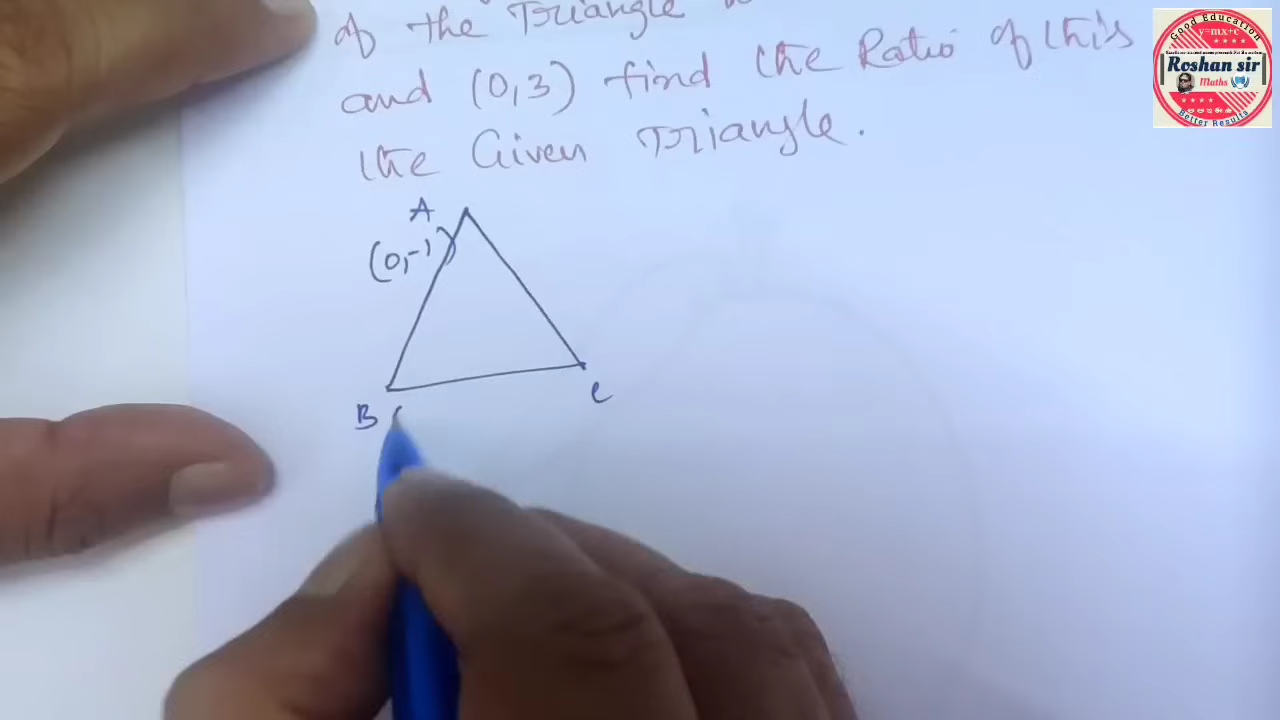 of the Triangle
and (0,3) find the Ratio of this
the Given Triangle.
A
(0,-1)
B (
C
Good Education
y=mx+c
Roshan sir
Maths
Better Results